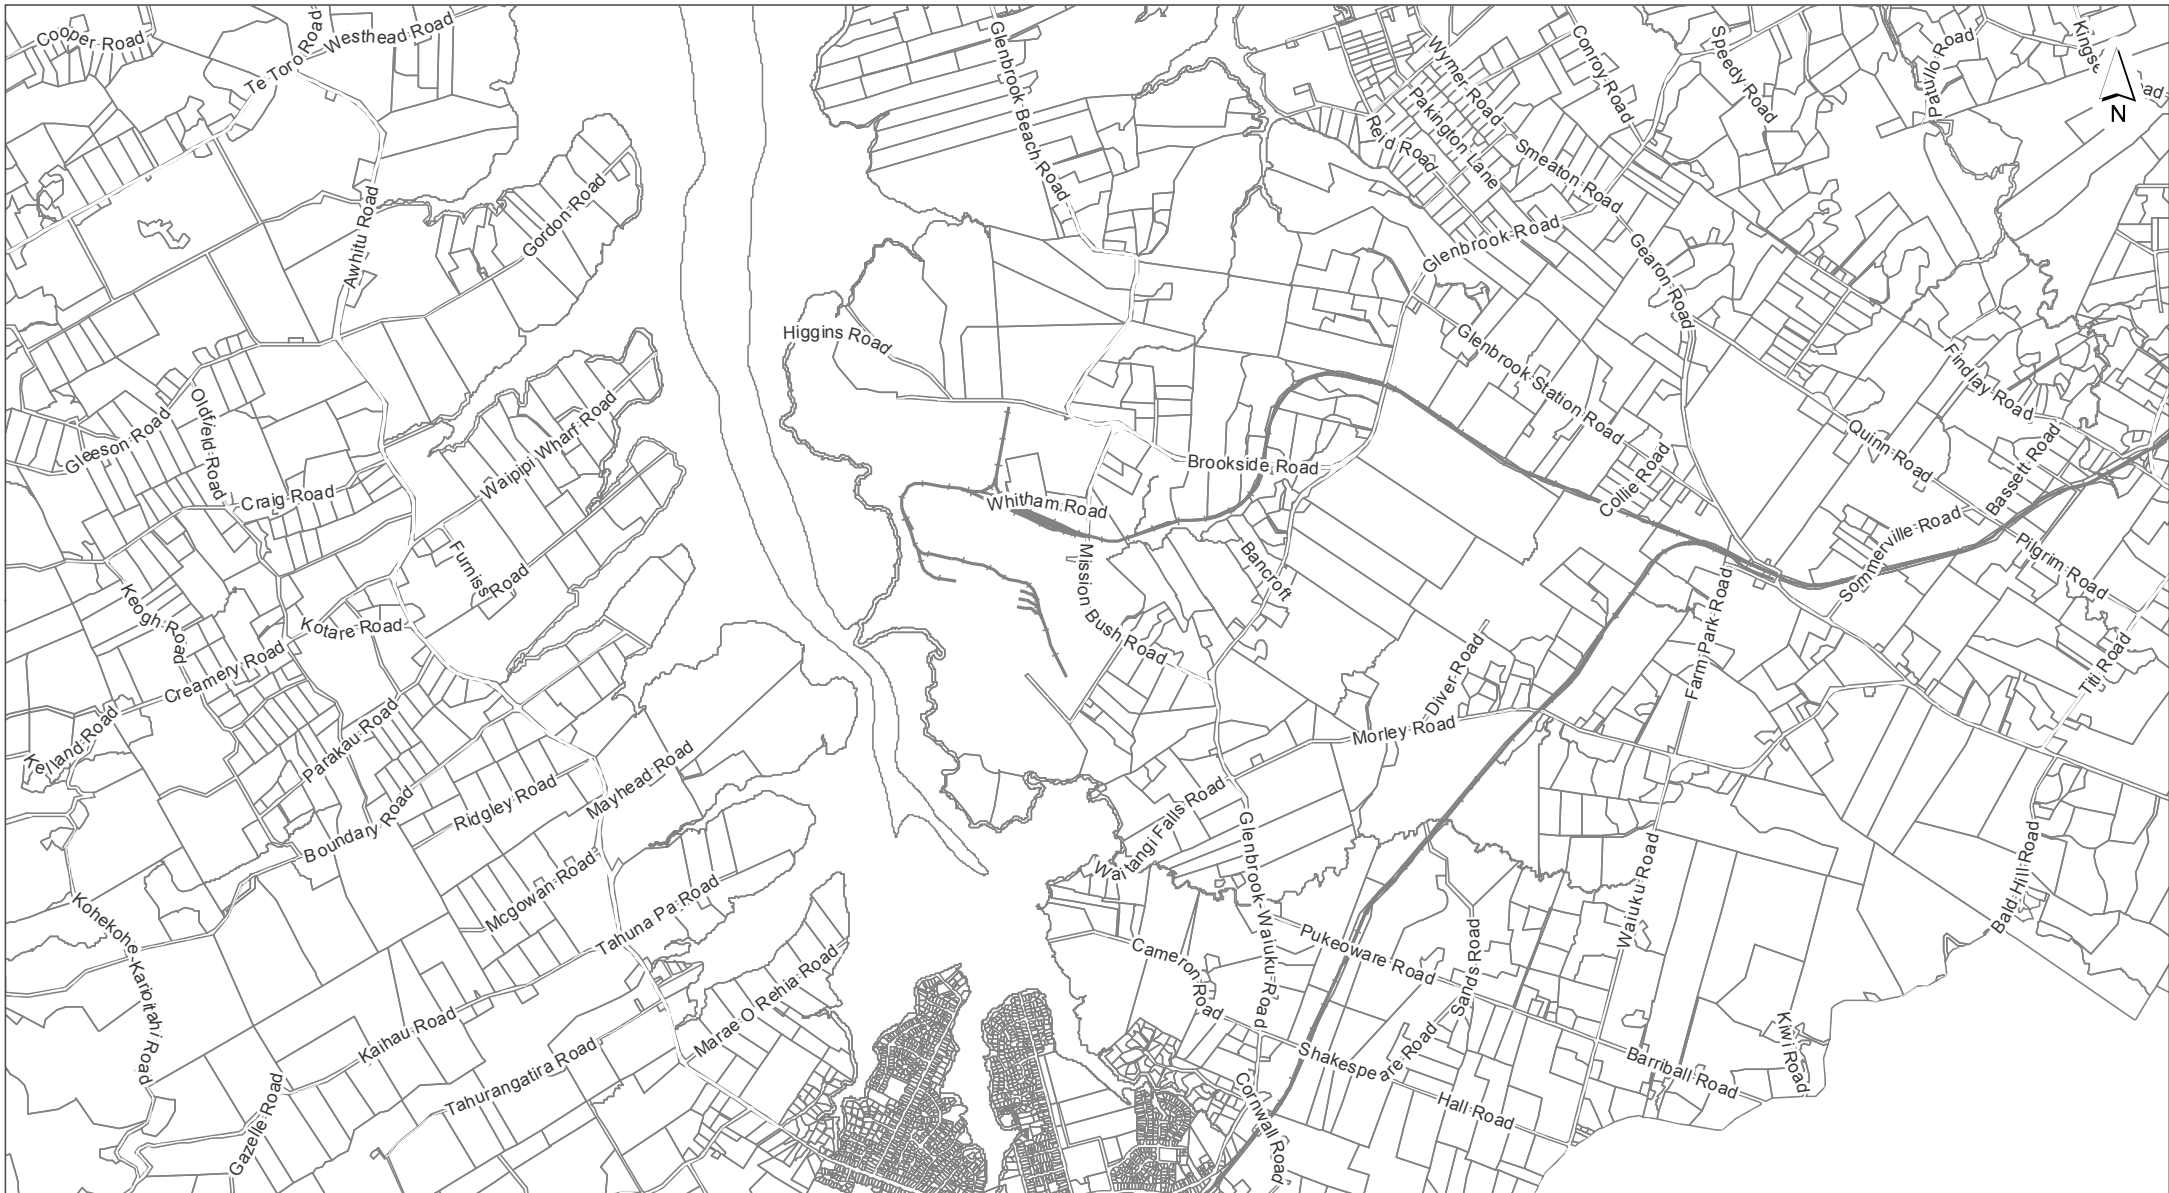 Cooper Road
Westhead Road
Te Toro Road
Glenbrook Beach Road
Wymer Road
Conroy Road
Speedy Road
Patullo Road
N
Pakington Lane
Reid Road
Smeaton Road
Gordon Road
Awhitu Road
Glenbrook Road
Gearon Road
Higgins Road
Glenbrook Station Road
Findlay Road
Oldfield Road
Gleeson Road
Waipipi Wharf Road
Quinn Road
Bassett Road
Brookside Road
Collie Road
Craig Road
Whitham Road
Sommerville Road
Pilgrim Road
Furniss Road
Mission Bush Road
Bancroft
Keogh Road
Kotare Road
Farm Park Road
Creamery Road
Diver Road
Titi Road
Kelland Road
Parakau Road
Morley Road
Mayhead Road
Ridgley Road
Boundary Road
Waitangi Falls Road
Glenbrook-Waiuku Road
Waiuku Road
Bald Hill Road
Mcgowan Road
Tahuna Pa Road
Kohekohe-Karioitahi Road
Cameron Road
Pukeoware Road
Sands Road
Marae O Rehia Road
Kaihau Road
Kiwi Road
Shakespeare Road
Barriball Road
Tahurangatira Road
Gazelle Road
Cornwall Road
Hall Road